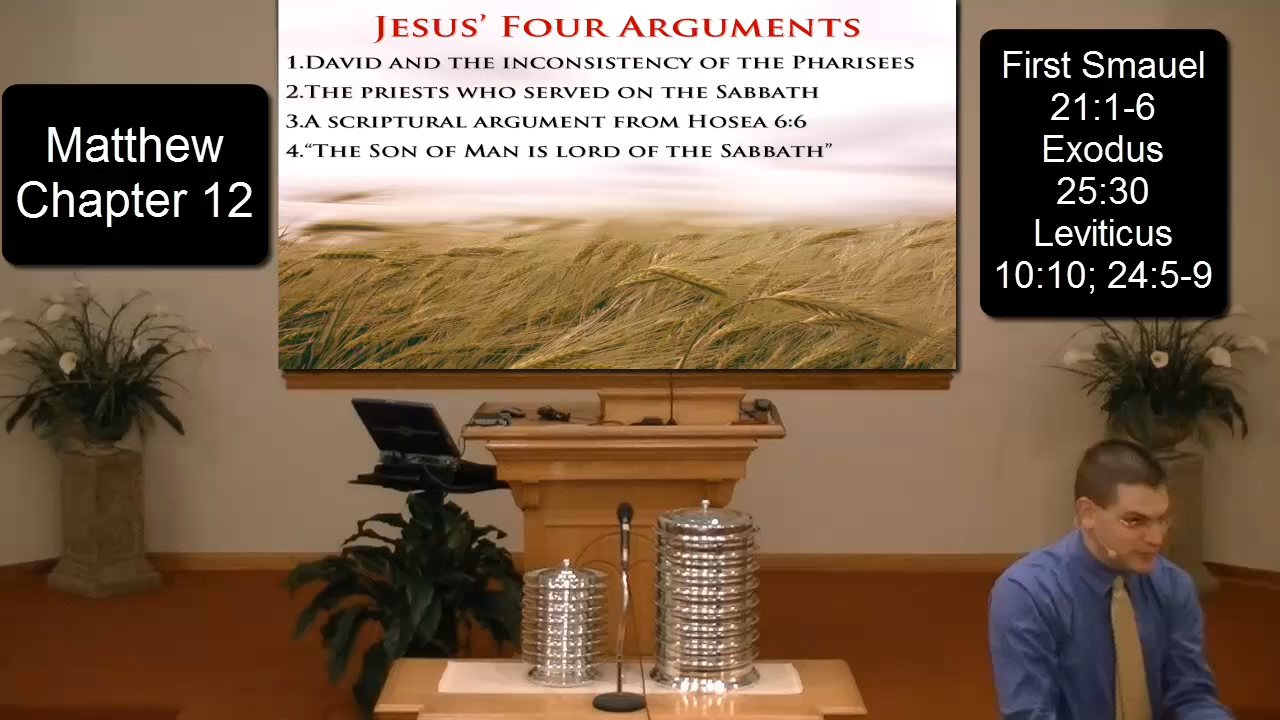 JESUS' FOUR ARGUMENTS
1.DAVID AND THE INCONSISTENCY OF THE PHARISEES
2.THE PRIESTS WHO SERVED ON THE SABBATH
3.A SCRIPTURAL ARGUMENT FROM HOSEA 6:6
4.“THE SON OF MAN IS LORD OF THE SABBATH”
Matthew
Chapter 12
First Smauel
21:1-6
Exodus
25:30
Leviticus
10:10; 24:5-9